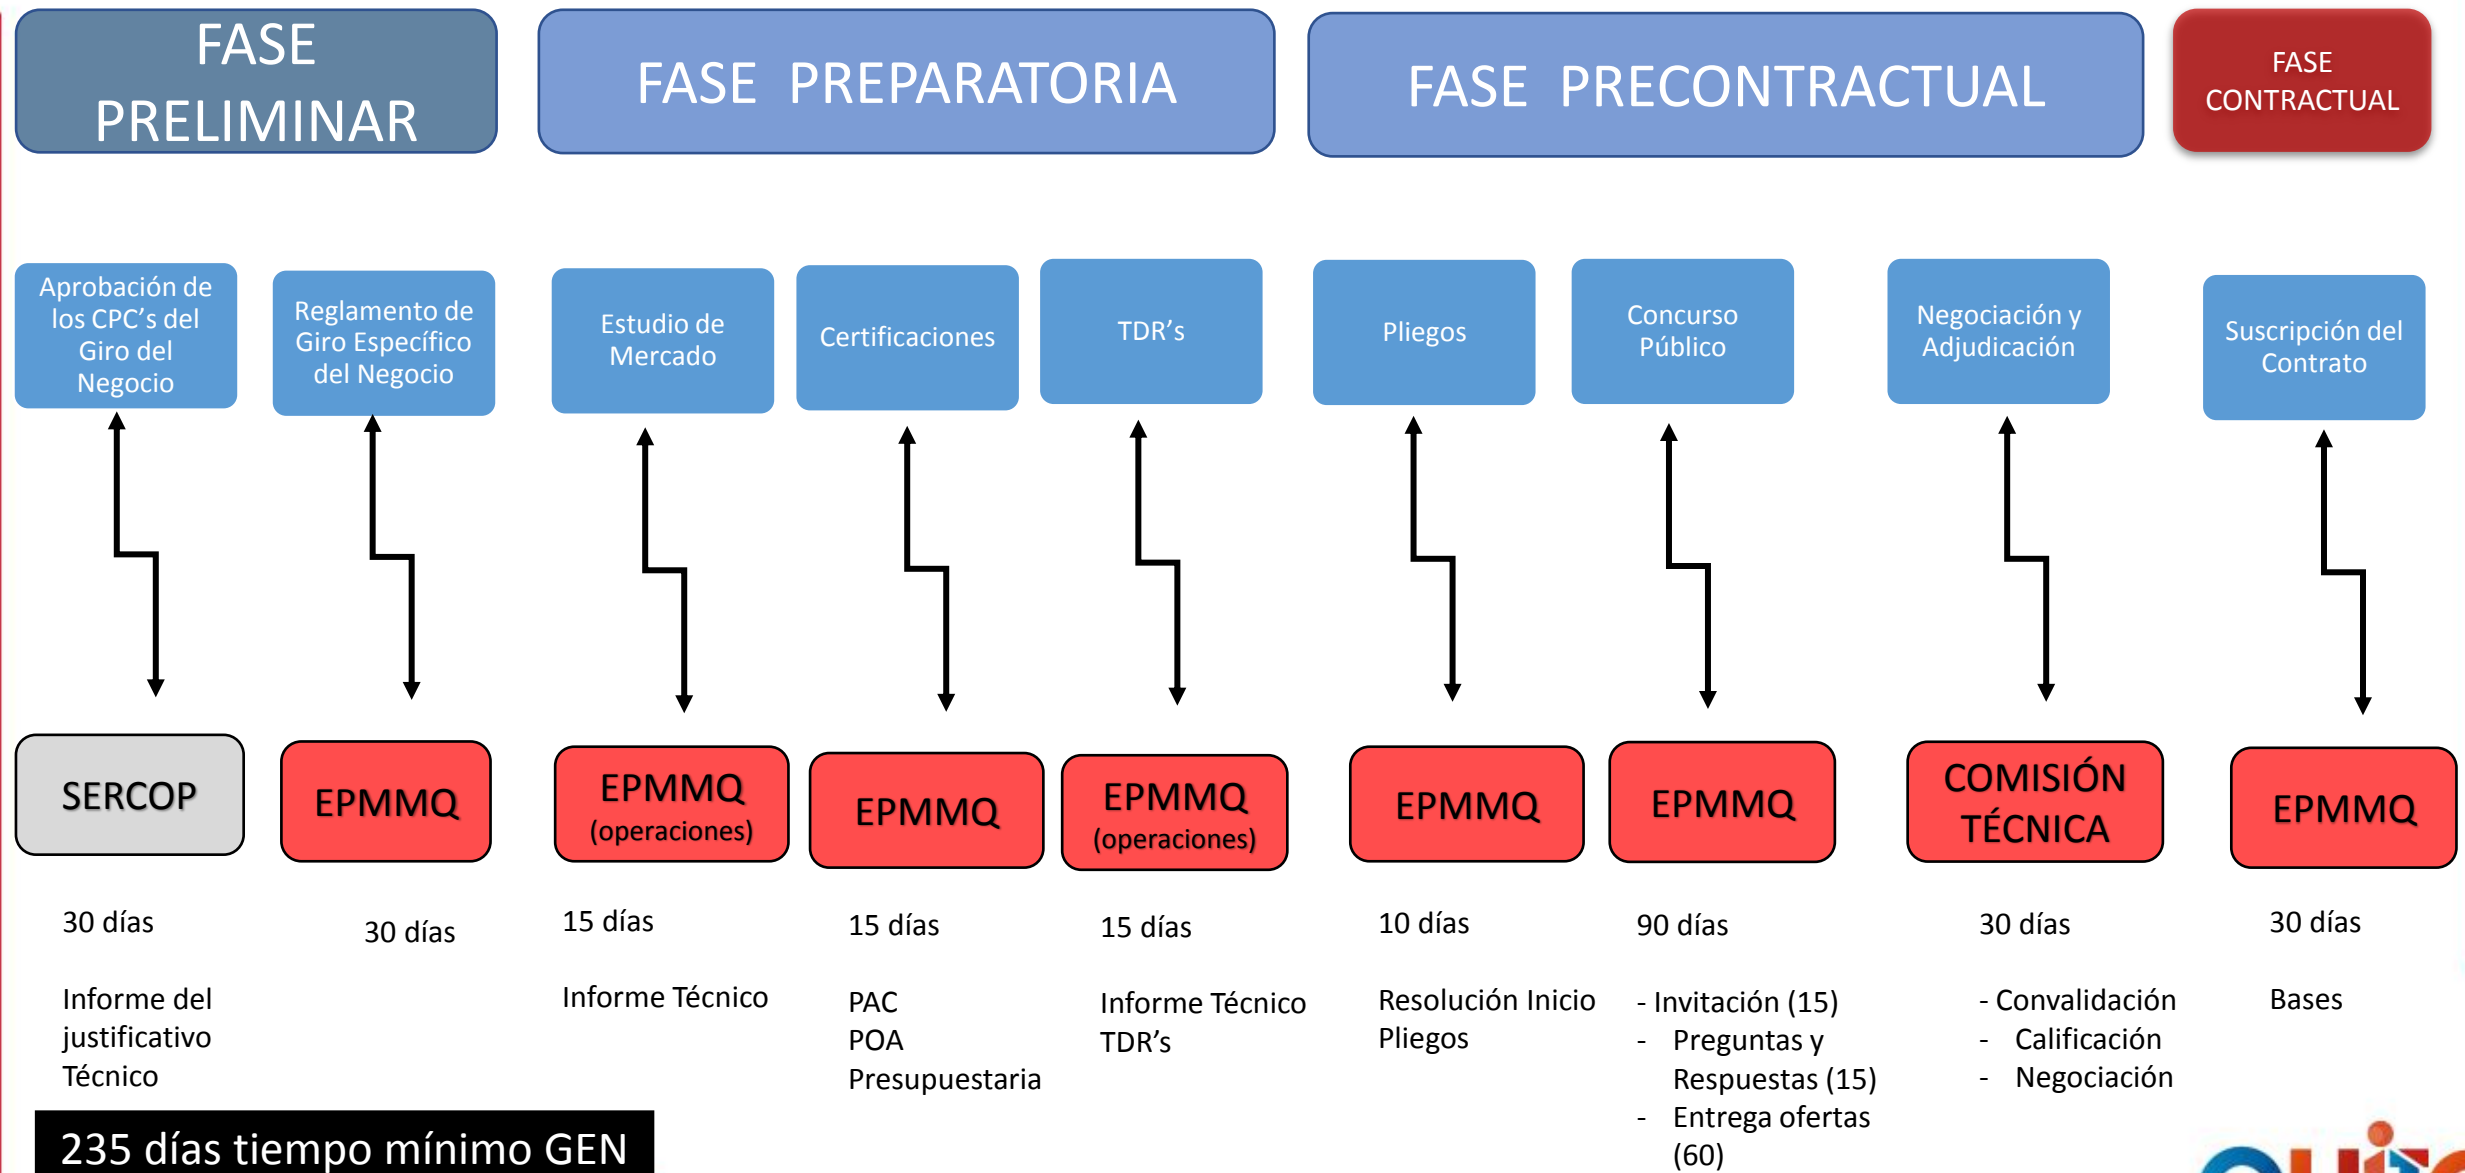 FASE
PRELIMINAR
FASE PREPARATORIA
FASE PRECONTRACTUAL
FASE
CONTRACTUAL
Aprobación de
los CPC’s del
Giro del
Negocio
Reglamento de
Giro Específico
del Negocio
Estudio de
Mercado
Certificaciones
TDR’s
Pliegos
Concurso
Público
Negociación y
Adjudicación
Suscripción del
Contrato
SERCOP
EPMMQ
EPMMQ
(operaciones)
EPMMQ
EPMMQ
(operaciones)
EPMMQ
EPMMQ
COMISIÓN
TÉCNICA
EPMMQ
30 días
Informe del
justificativo
Técnico
30 días
15 días
Informe Técnico
15 días
PAC
POA
Presupuestaria
15 días
Informe Técnico
TDR’s
10 días
Resolución Inicio
Pliegos
90 días
- Invitación (15)
- Preguntas y
Respuestas (15)
- Entrega ofertas
(60)
30 días
- Convalidación
- Calificación
- Negociación
30 días
Bases
235 días tiempo mínimo GEN